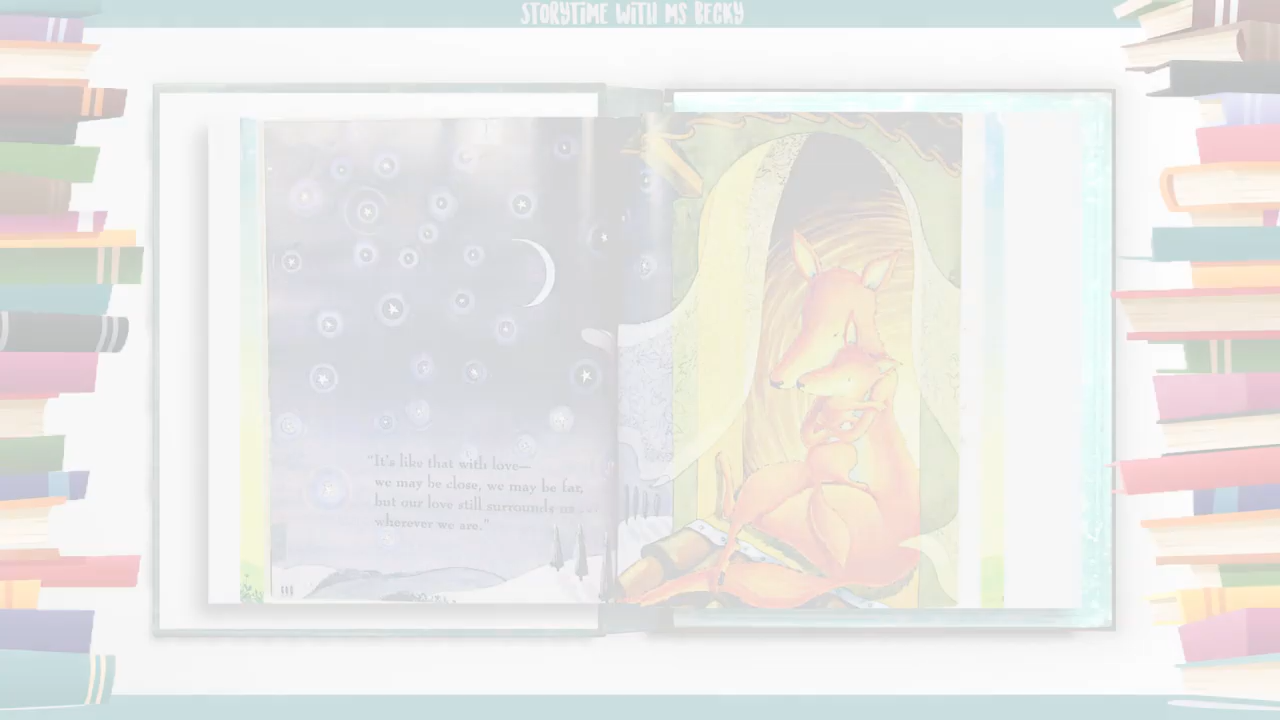 STORYTIME WITH MS BECKY
"It's like that with love—
we may be close, we may be far,
but our love still surrounds us...
wherever we are."